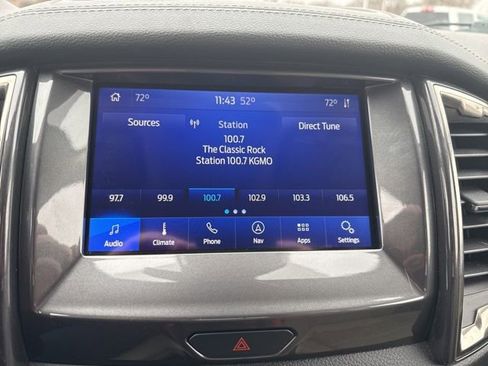 72° 11:43 52° 72°
Sources Station Direct Tune
100.7
The Classic Rock
Station 100.7 KGMO
97.7 99.9 100.7 102.9 103.3 106.5
Audio Climate Phone Nav Apps Settings